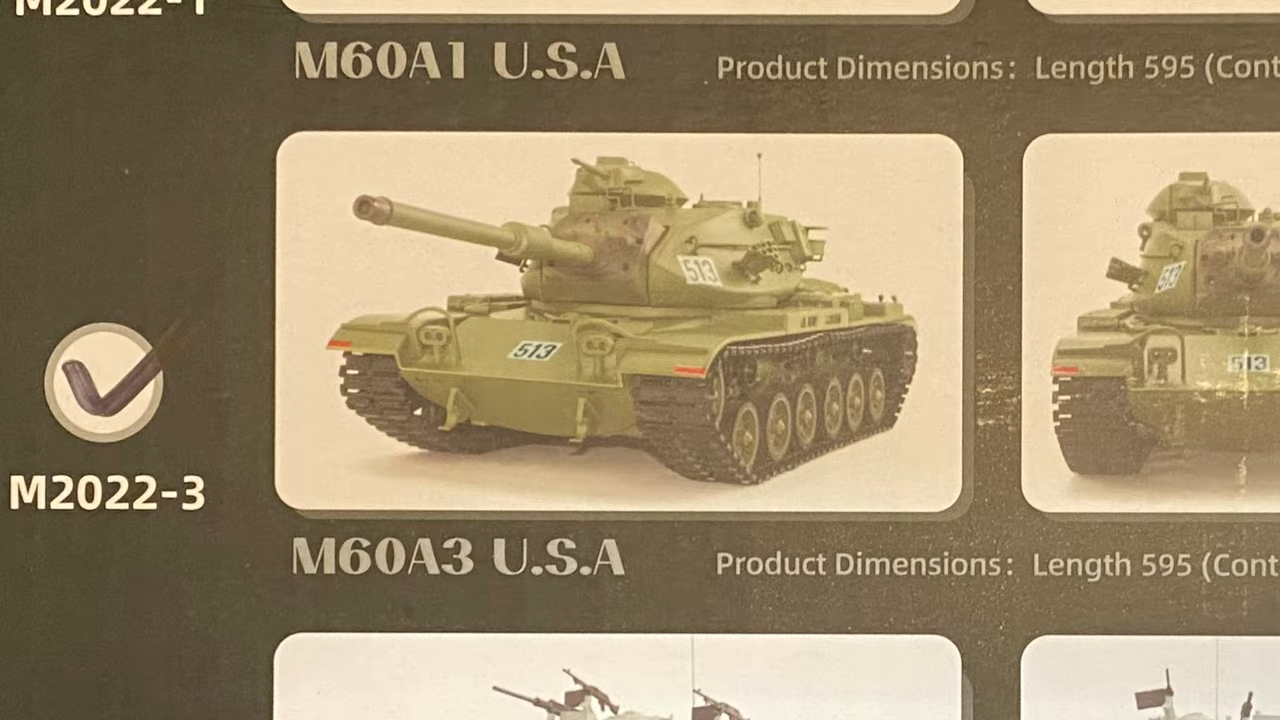 M2022-1
M60A1 U.S.A
Product Dimensions: Length 595 (Cont
513
513
513
513
M2022-3
M60A3 U.S.A
Product Dimensions: Length 595 (Cont